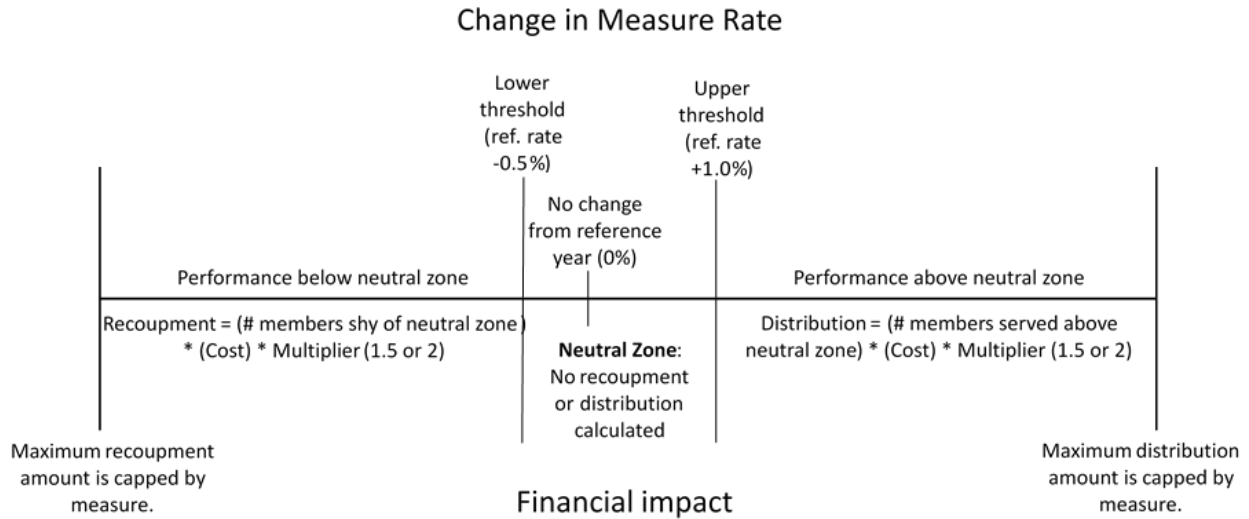 Change in Measure Rate
Lower
threshold
(ref. rate
-0.5%)
Upper
threshold
(ref. rate
+1.0%)
No change
from reference
year (0%)
Performance below neutral zone
Performance above neutral zone
Recoupment = (# members shy of neutral zone )
* (Cost) * Multiplier (1.5 or 2)
Distribution = (# members served above
neutral zone) * (Cost) * Multiplier (1.5 or 2)
Neutral Zone:
No recoupment
or distribution
calculated
Maximum recoupment
amount is capped by
measure.
Maximum distribution
amount is capped by
measure.
Financial impact